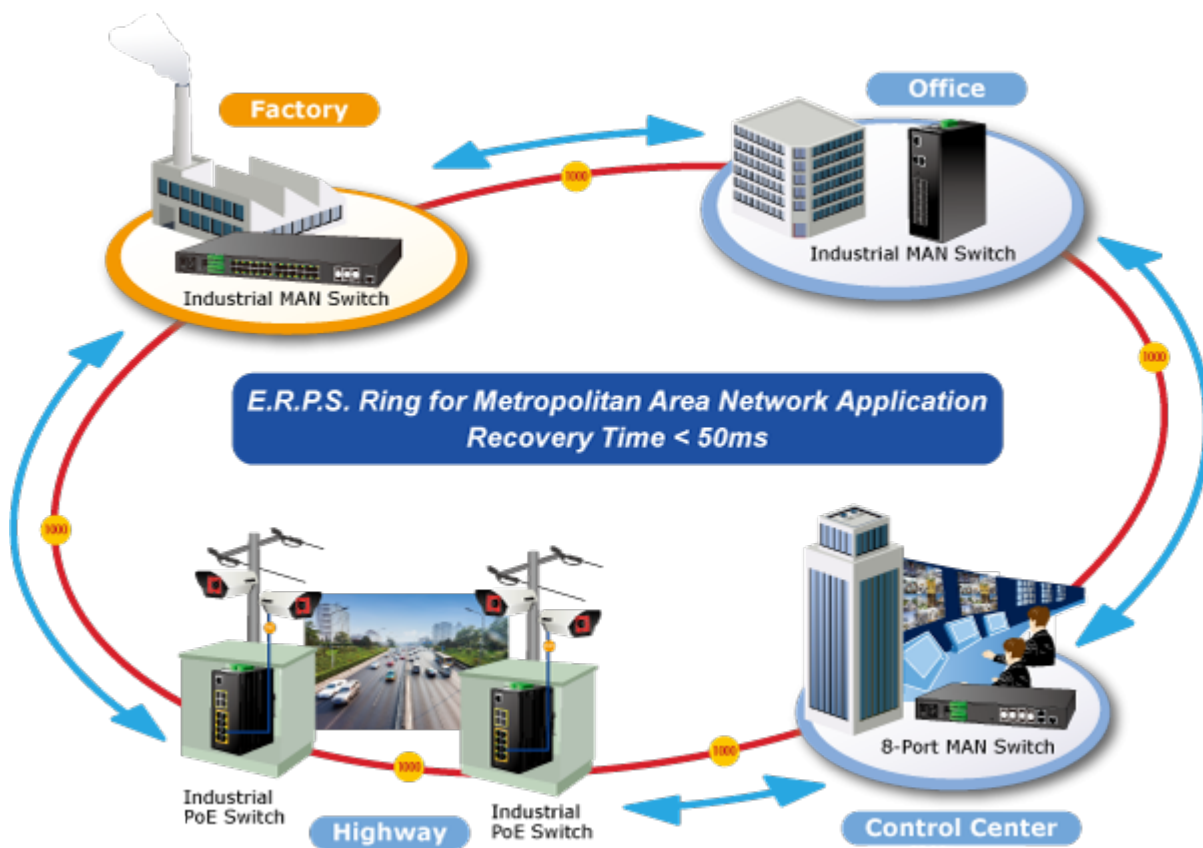 Factory
Office
1000
Industrial MAN Switch
Industrial MAN Switch
1000
E.R.P.S. Ring for Metropolitan Area Network Application
Recovery Time < 50ms
1000
8-Port MAN Switch
1000
1000
Industrial
PoE Switch
Industrial
PoE Switch
Highway
Control Center